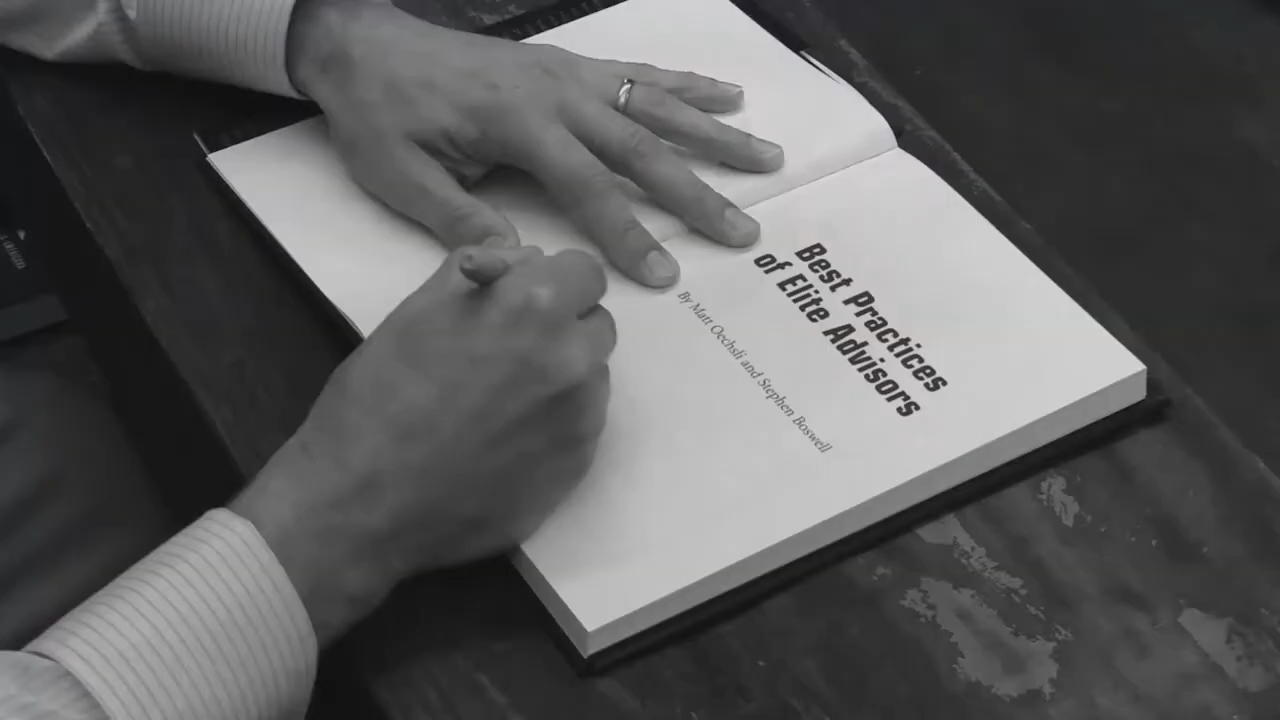 Best Practices
of Elite Advisors
By Matt Oechsli and Stephen Boswell